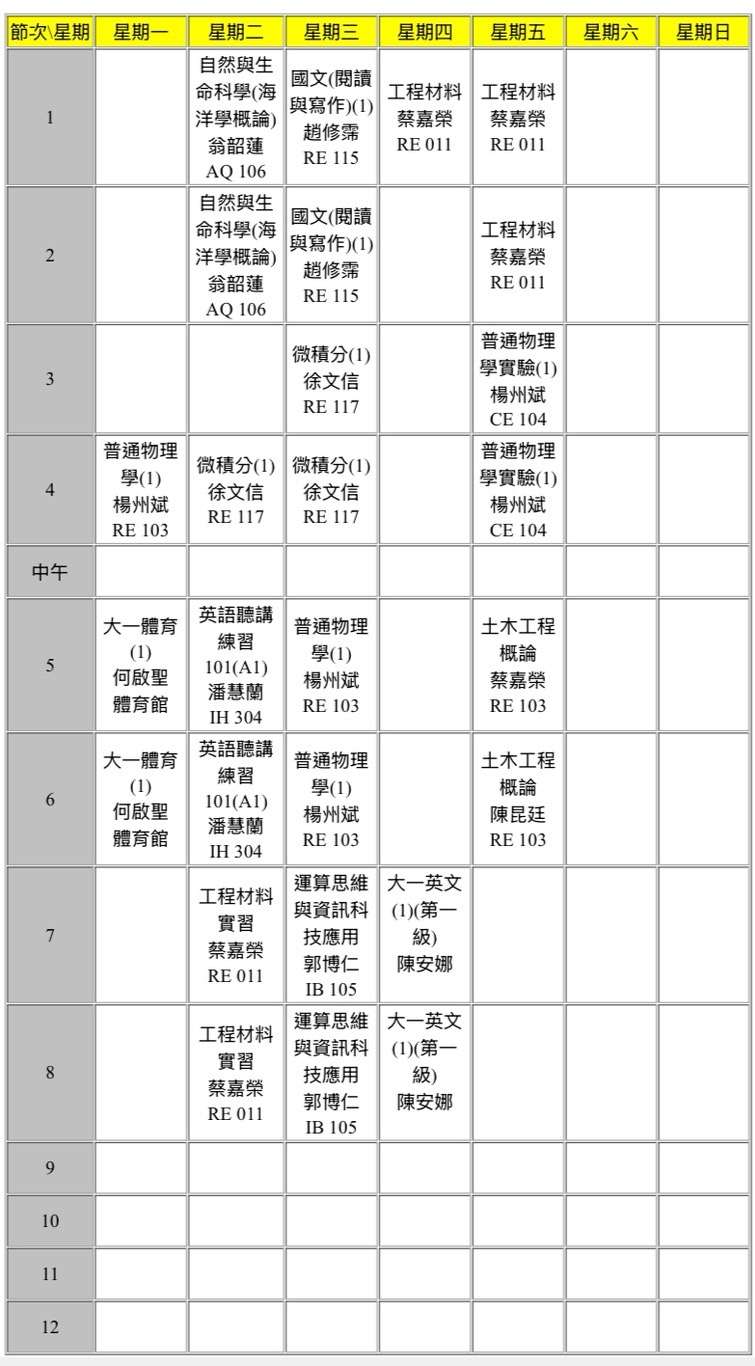 節次\星期 星期一 星期二 星期三 星期四 星期五 星期六 星期日
1
自然與生
命科學(海
洋學概論)
翁韶蓮
AQ 106
國文(閱讀
與寫作)(1)
趙修霈
RE 115
工程材料
蔡嘉榮
RE 011
工程材料
蔡嘉榮
RE 011
2
自然與生
命科學(海
洋學概論)
翁韶蓮
AQ 106
國文(閱讀
與寫作)(1)
趙修霈
RE 115
工程材料
蔡嘉榮
RE 011
3
微積分(1)
徐文信
RE 117
普通物理
學實驗(1)
楊州斌
CE 104
4
普通物理
學(1)
楊州斌
RE 103
微積分(1)
徐文信
RE 117
微積分(1)
徐文信
RE 117
普通物理
學實驗(1)
楊州斌
CE 104
中午
5
大一體育
(1)
何啟聖
體育館
英語聽講
練習
101(A1)
潘慧蘭
IH 304
普通物理
學(1)
楊州斌
RE 103
土木工程
概論
蔡嘉榮
RE 103
6
大一體育
(1)
何啟聖
體育館
英語聽講
練習
101(A1)
潘慧蘭
IH 304
普通物理
學(1)
楊州斌
RE 103
土木工程
概論
陳昆廷
RE 103
7
工程材料
實習
蔡嘉榮
RE 011
運算思維
與資訊科
技應用
郭博仁
IB 105
大一英文
(1)(第一
級)
陳安娜
8
工程材料
實習
蔡嘉榮
RE 011
運算思維
與資訊科
技應用
郭博仁
IB 105
大一英文
(1)(第一
級)
陳安娜
9
10
11
12